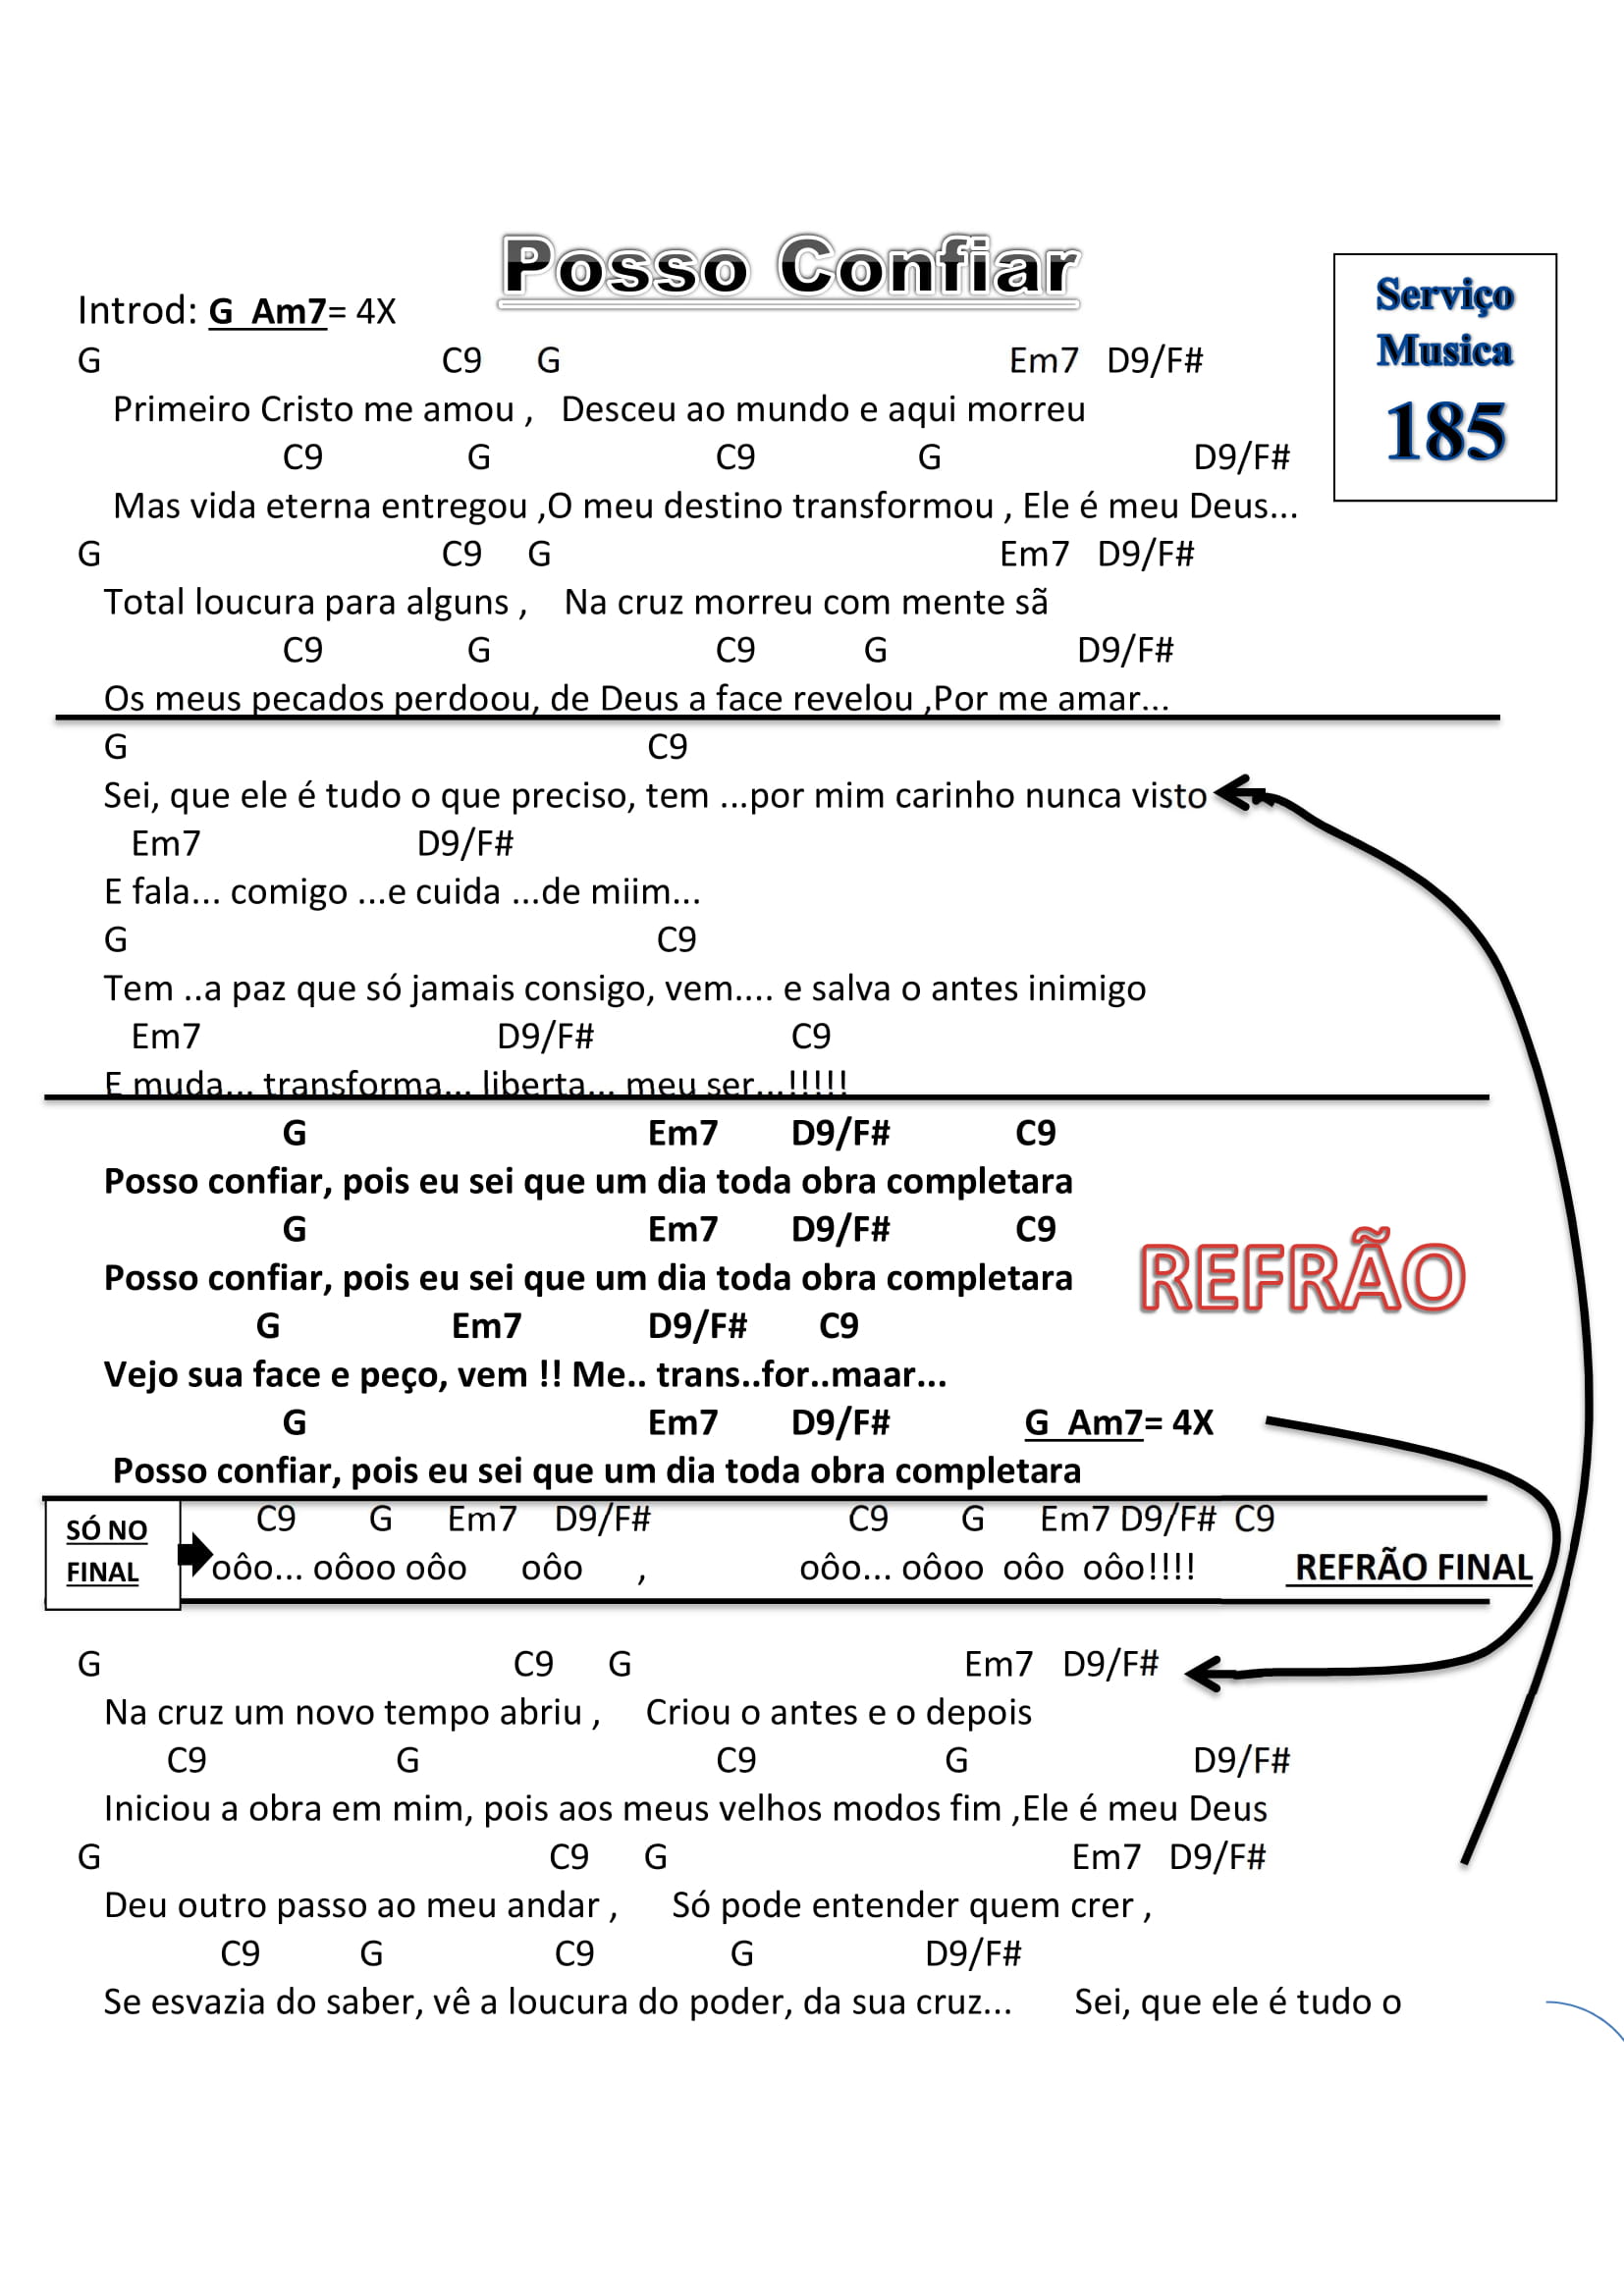 Posso Confiar
Serviço
Musica
185
Introd: G  Am7= 4X
G C9 G Em7 D9/F#
Primeiro Cristo me amou , Desceu ao mundo e aqui morreu
C9 G C9 G D9/F#
Mas vida eterna entregou ,O meu destino transformou , Ele é meu Deus...
G C9 G Em7 D9/F#
Total loucura para alguns , Na cruz morreu com mente sã
C9 G C9 G D9/F#
Os meus pecados perdoou, de Deus a face revelou ,Por me amar...
G C9
Sei, que ele é tudo o que preciso, tem ...por mim carinho nunca visto
Em7 D9/F#
E fala... comigo ...e cuida ...de miim...
G C9
Tem ..a paz que só jamais consigo, vem.... e salva o antes inimigo
Em7 D9/F# C9
E muda... transforma... liberta... meu ser...!!!!!
G Em7 D9/F# C9
Posso confiar, pois eu sei que um dia toda obra completara
G Em7 D9/F# C9
Posso confiar, pois eu sei que um dia toda obra completara
REFRÃO
G Em7 D9/F# C9
Vejo sua face e peço, vem !! Me.. trans..for..maar...
G Em7 D9/F# G  Am7= 4X
Posso confiar, pois eu sei que um dia toda obra completara
SÓ NO
FINAL
C9 G Em7 D9/F# C9 G Em7 D9/F# C9
oôo... oôoo oôo oôo , oôo... oôoo oôo oôo!!!! REFRÃO FINAL
G C9 G Em7 D9/F#
Na cruz um novo tempo abriu , Criou o antes e o depois
C9 G C9 G D9/F#
Iniciou a obra em mim, pois aos meus velhos modos fim ,Ele é meu Deus
G C9 G Em7 D9/F#
Deu outro passo ao meu andar , Só pode entender quem crer ,
C9 G C9 G D9/F#
Se esvazia do saber, vê a loucura do poder, da sua cruz... Sei, que ele é tudo o